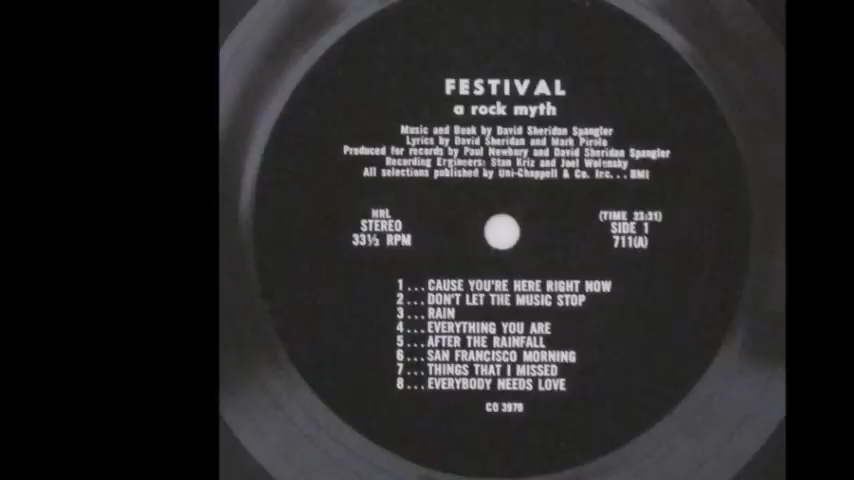 FESTIVAL
a rock myth
Music and Book by David Sheridan Spangler
Lyrics by David Sheridan and Mark Pirolo
Produced for records by Paul Newbury and David Sheridan Spangler
Recording Engineers: Stan Kriz and Joel
All selections published by Uni-Chappell & Co. Inc...BMI
NRL
STEREO
33⅓ RPM
(TIME 23:31)
SIDE 1
711(A)
1...CAUSE YOU'RE HERE RIGHT NOW
2...DON'T LET THE MUSIC STOP
3...RAIN
4...EVERYTHING YOU ARE
5...AFTER THE RAINFALL
6...SAN FRANCISCO MORNING
7...THINGS THAT I MISSED
8...EVERYBODY NEEDS LOVE
CO 3978